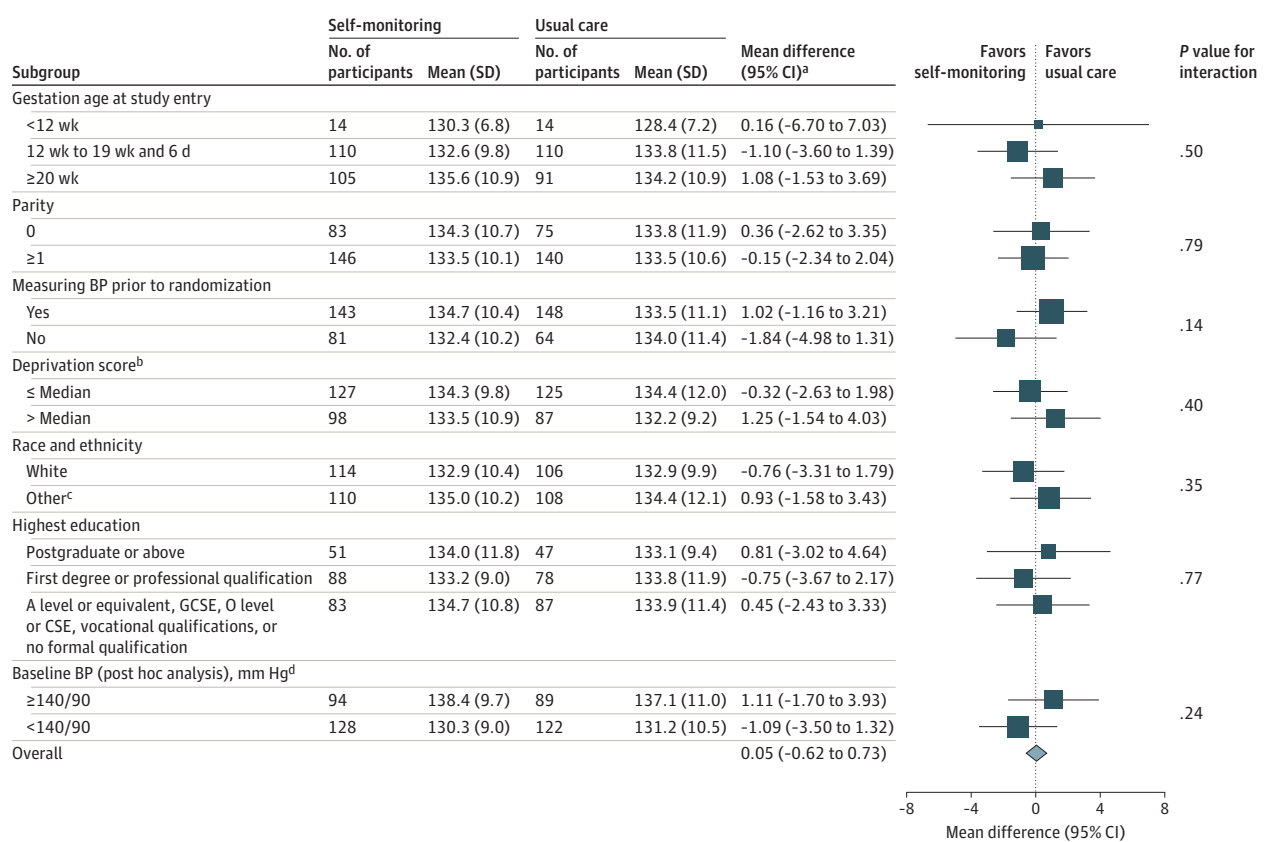 Self-monitoring Usual care
No. of No. of Mean difference Favors Favors P value for
Subgroup participants Mean (SD) participants Mean (SD) (95% CI)a self-monitoring usual care interaction
Gestation age at study entry
<12 wk 14 130.3 (6.8) 14 128.4 (7.2) 0.16 (-6.70 to 7.03)
12 wk to 19 wk and 6 d 110 132.6 (9.8) 110 133.8 (11.5) -1.10 (-3.60 to 1.39) .50
≥20 wk 105 135.6 (10.9) 91 134.2 (10.9) 1.08 (-1.53 to 3.69)
Parity
0 83 134.3 (10.7) 75 133.8 (11.9) 0.36 (-2.62 to 3.35)
.79
≥1 146 133.5 (10.1) 140 133.5 (10.6) -0.15 (-2.34 to 2.04)
Measuring BP prior to randomization
Yes 143 134.7 (10.4) 148 133.5 (11.1) 1.02 (-1.16 to 3.21)
.14
No 81 132.4 (10.2) 64 134.0 (11.4) -1.84 (-4.98 to 1.31)
Deprivation scoreb
≤ Median 127 134.3 (9.8) 125 134.4 (12.0) -0.32 (-2.63 to 1.98)
.40
> Median 98 133.5 (10.9) 87 132.2 (9.2) 1.25 (-1.54 to 4.03)
Race and ethnicity
White 114 132.9 (10.4) 106 132.9 (9.9) -0.76 (-3.31 to 1.79)
.35
Otherc 110 135.0 (10.2) 108 134.4 (12.1) 0.93 (-1.58 to 3.43)
Highest education
Postgraduate or above 51 134.0 (11.8) 47 133.1 (9.4) 0.81 (-3.02 to 4.64)
First degree or professional qualification 88 133.2 (9.0) 78 133.8 (11.9) -0.75 (-3.67 to 2.17) .77
A level or equivalent, GCSE, O level 83 134.7 (10.8) 87 133.9 (11.4) 0.45 (-2.43 to 3.33)
or CSE, vocational qualifications, or
no formal qualification
Baseline BP (post hoc analysis), mm Hgd
≥140/90 94 138.4 (9.7) 89 137.1 (11.0) 1.11 (-1.70 to 3.93)
.24
<140/90 128 130.3 (9.0) 122 131.2 (10.5) -1.09 (-3.50 to 1.32)
Overall 0.05 (-0.62 to 0.73)
-8 -4 0 4 8
Mean difference (95% CI)